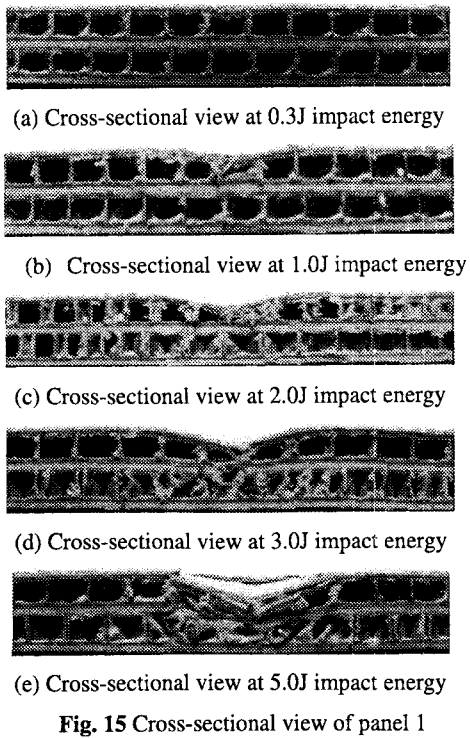 (a) Cross-sectional view at 0.3J impact energy
(b) Cross-sectional view at 1.0J impact energy
(c) Cross-sectional view at 2.0J impact energy
(d) Cross-sectional view at 3.0J impact energy
(e) Cross-sectional view at 5.0J impact energy
Fig. 15 Cross-sectional view of panel 1